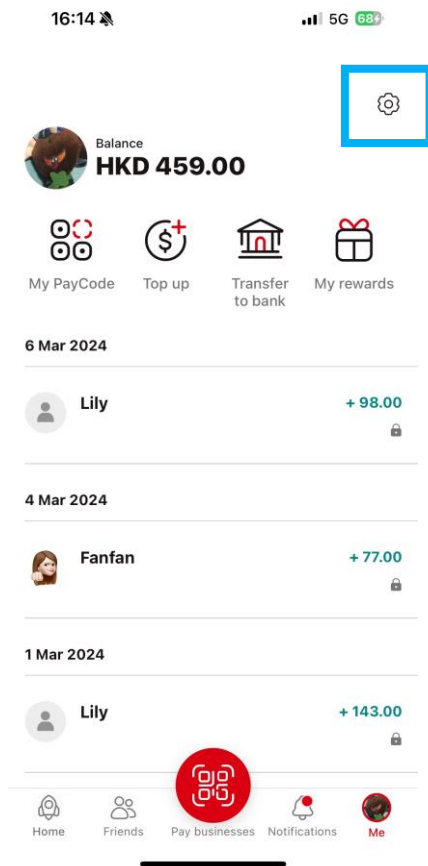 16:14
5G 68
Balance
HKD 459.00
My PayCode
Top up
Transfer
to bank
My rewards
6 Mar 2024
Lily
+ 98.00
4 Mar 2024
Fanfan
+ 77.00
1 Mar 2024
Lily
+ 143.00
Home
Friends
Pay businesses
Notifications
Me